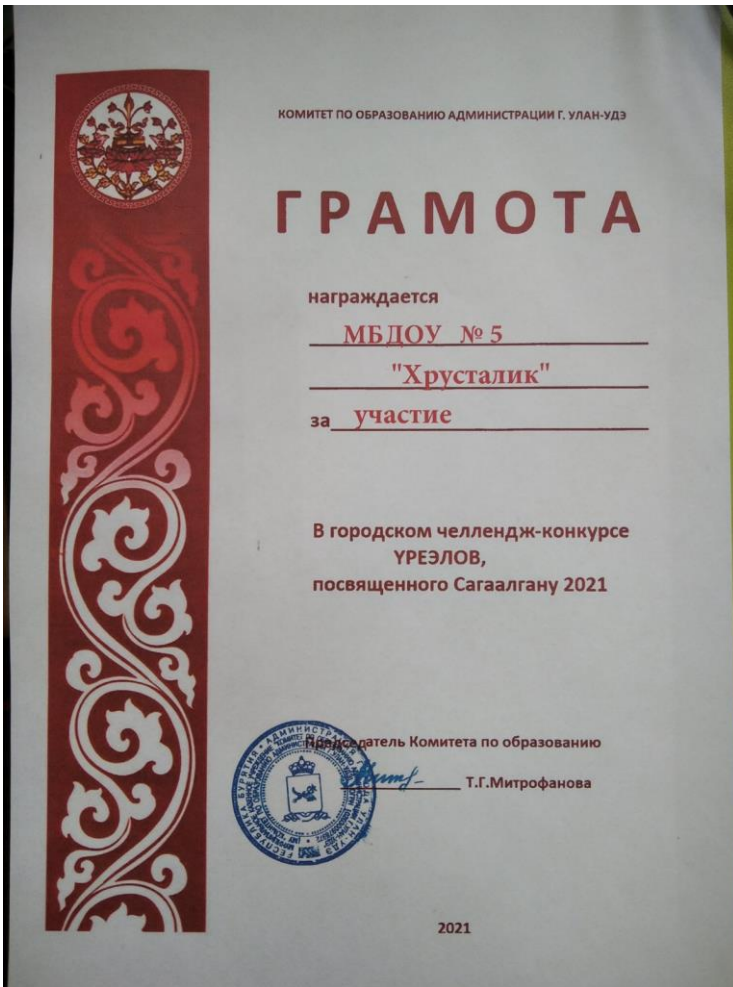 КОМИТЕТ ПО ОБРАЗОВАНИЮ АДМИНИСТРАЦИИ Г. УЛАН-УДЭ
ГРАМОТА
награждается
МБДОУ № 5
"Хрусталик"
за участие
В городском челлендж-конкурсе
ҮРЕЭЛОВ,
посвященного Сагаалгану 2021
Председатель Комитета по образованию
Т.Г.Митрофанова
2021